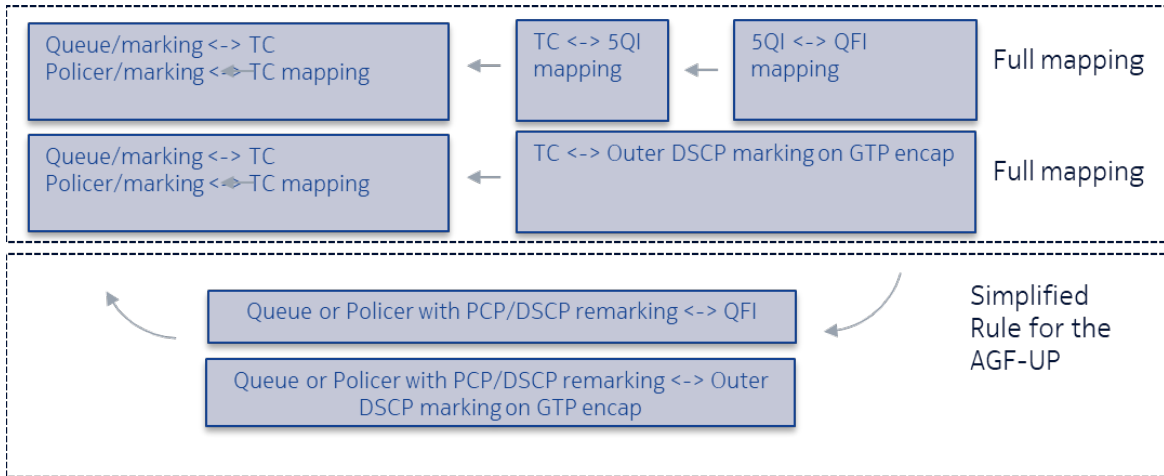 Queue/marking <-> TC
Policer/marking <-> TC mapping
TC <-> 5QI
mapping
5QI <-> QFI
mapping
Full mapping
Queue/marking <-> TC
Policer/marking <-> TC mapping
TC <-> Outer DSCP marking on GTP encap
Full mapping
Queue or Policer with PCP/DSCP remarking <-> QFI
Queue or Policer with PCP/DSCP remarking <-> Outer
DSCP marking on GTP encap
Simplified
Rule for the
AGF-UP